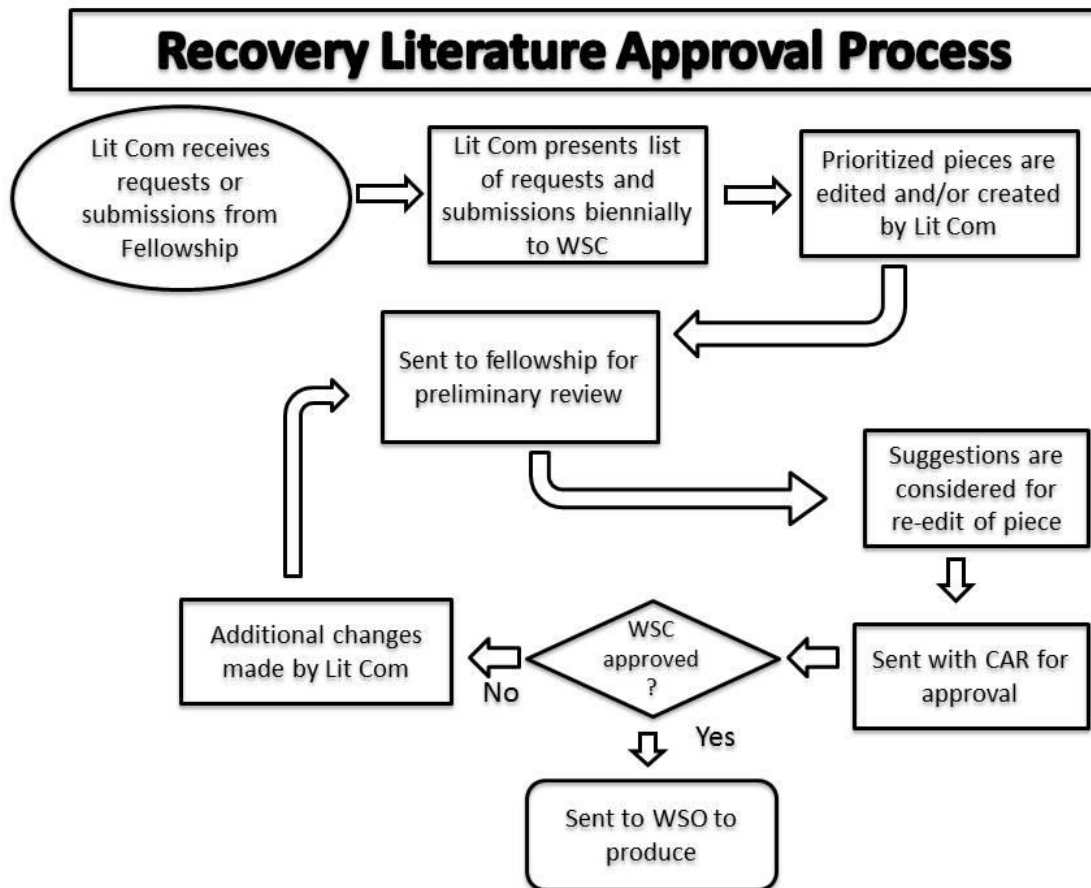 Recovery Literature Approval Process
Lit Com receives
requests or
submissions from
Fellowship
Lit Com presents list
of requests and
submissions biennially
to WSC
Prioritized pieces are
edited and/or created
by Lit Com
Sent to fellowship for
preliminary review
Suggestions are
considered for
re-edit of piece
Sent with CAR for
approval
WSC
approved
?
No
Additional changes
made by Lit Com
Yes
Sent to WSO to
produce